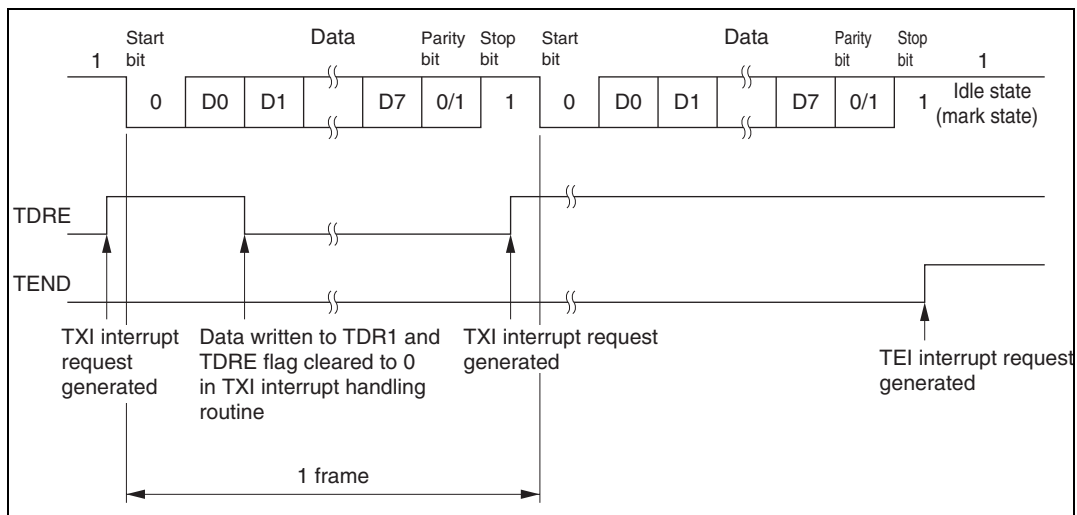 1
Start bit
Data
Parity bit
Stop bit
Start bit
Data
Parity bit
Stop bit
1
0 D0 D1 D7 0/1 1 0 D0 D1 D7 0/1 1
Idle state
(mark state)
TDRE
TEND
TXI interrupt
request
generated
Data written to TDR1 and
TDRE flag cleared to 0
in TXI interrupt handling
routine
TXI interrupt request
generated
TEI interrupt request
generated
1 frame